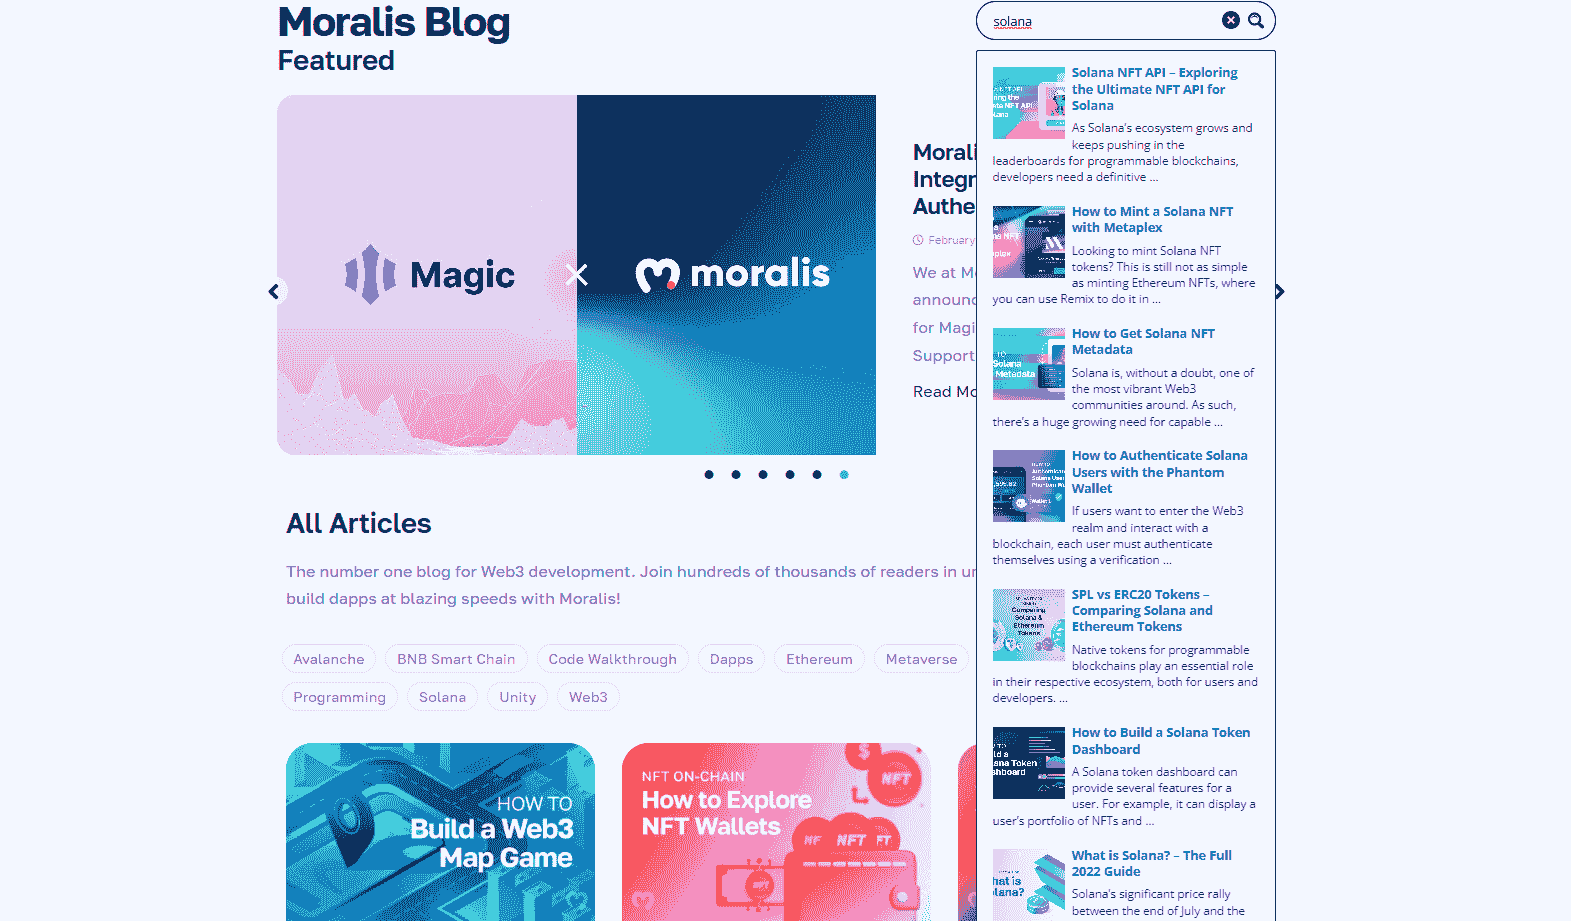 Moralis Blog
Featured
solana
Magic
moralis
Morali
Integr
Authe
February
We at Mo
announc
for Magi
Support
Read Mo
Solana NFT API – Exploring
the Ultimate NFT API for
Solana
As Solana's ecosystem grows and
keeps pushing in the
leaderboards for programmable blockchains,
developers need a definitive ...
How to Mint a Solana NFT
with Metaplex
Looking to mint Solana NFT
tokens? This is still not as simple
as minting Ethereum NFTs, where
you can use Remix to do it in ...
How to Get Solana NFT
Metadata
Solana is, without a doubt, one of
the most vibrant Web3
communities around. As such,
there's a huge growing need for capable ...
How to Authenticate Solana
Users with the Phantom
Wallet
If users want to enter the Web3
realm and interact with a
blockchain, each user must authenticate
themselves using a verification ...
SPL vs ERC20 Tokens –
Comparing Solana and
Ethereum Tokens
Comparing
Solana &
Ethereum
Tokens
Native tokens for programmable
blockchains play an essential role
in their respective ecosystem, both for users and
developers. ...
How to Build a Solana Token
Dashboard
A Solana token dashboard can
provide several features for a
user. For example, it can display a
user's portfolio of NFTs and ...
What is Solana? – The Full
2022 Guide
Solana's significant price rally
between the end of July and the
All Articles
The number one blog for Web3 development. Join hundreds of thousands of readers in
build dapps at blazing speeds with Moralis!
Avalanche
BNB Smart Chain
Code Walkthrough
Dapps
Ethereum
Metaverse
Programming
Solana
Unity
Web3
HOW TO
Build a Web3
Map Game
NFT ON-CHAIN
How to Explore
NFT Wallets
NFT
NFT
NFT